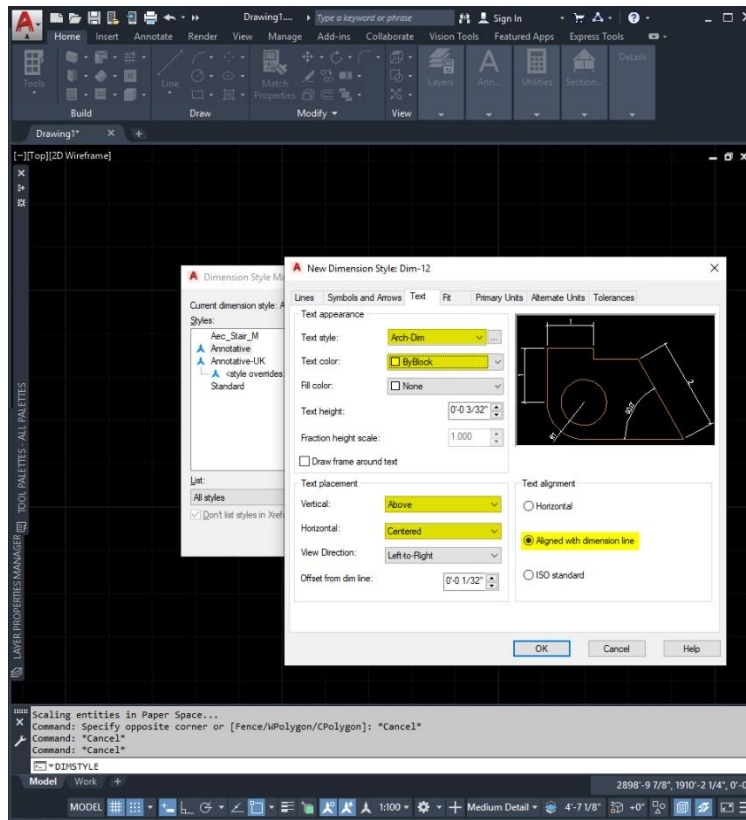 Drawing1.... Type a keyword or phrase Sign In
Home Insert Annotate Render View Manage Add-ins Collaborate Vision Tools Featured Apps Express Tools
Tools Line Match Properties Layers Ann... Utilities Section... Details
Build Draw Modify View
Drawing1*
[−][Top][2D Wireframe]
Dimension Style Ma
Current dimension style: A
Styles:
Aec_Stair_M
Annotative
Annotative-UK
<style overrides
Standard
List:
All styles
Don't list styles in Xrefs
New Dimension Style: Dim-12
Lines Symbols and Arrows Text Fit Primary Units Alternate Units Tolerances
Text appearance
Text style: Arch-Dim ...
Text color: ByBlock
Fill color: None
Text height: 0'-0 3/32"
Fraction height scale: 1.000
Draw frame around text
Text placement
Vertical: Above
Horizontal: Centered
View Direction: Left-to-Right
Offset from dim line: 0'-0 1/32"
Text alignment
Horizontal
Aligned with dimension line
ISO standard
OK Cancel Help
TOOL PALETTES - ALL PALETTES
LAYER PROPERTIES MANAGER
Scaling entities in Paper Space...
Command: Specify opposite corner or [Fence/WPolygon/CPolygon]: *Cancel*
Command: *Cancel*
Command: *Cancel*
DIMSTYLE
Model Work +
2898'-9 7/8", 1910'-2 1/4", 0'-0
MODEL 1:100 Medium Detail 4'-7 1/8" +0"